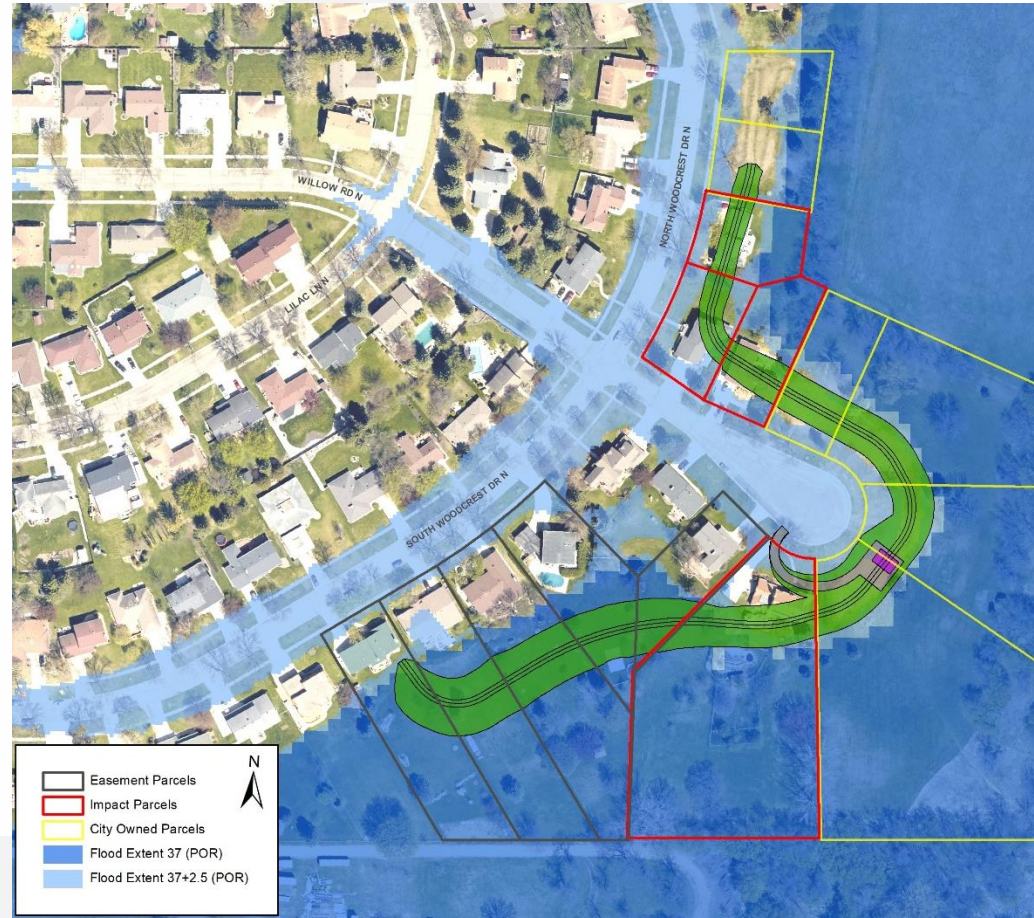 WILLOW RD N
NORTH WOODCREST DR N
LILAC LN N
SOUTH WOODCREST DR N
N
Easement Parcels
Impact Parcels
City Owned Parcels
Flood Extent 37 (POR)
Flood Extent 37+2.5 (POR)